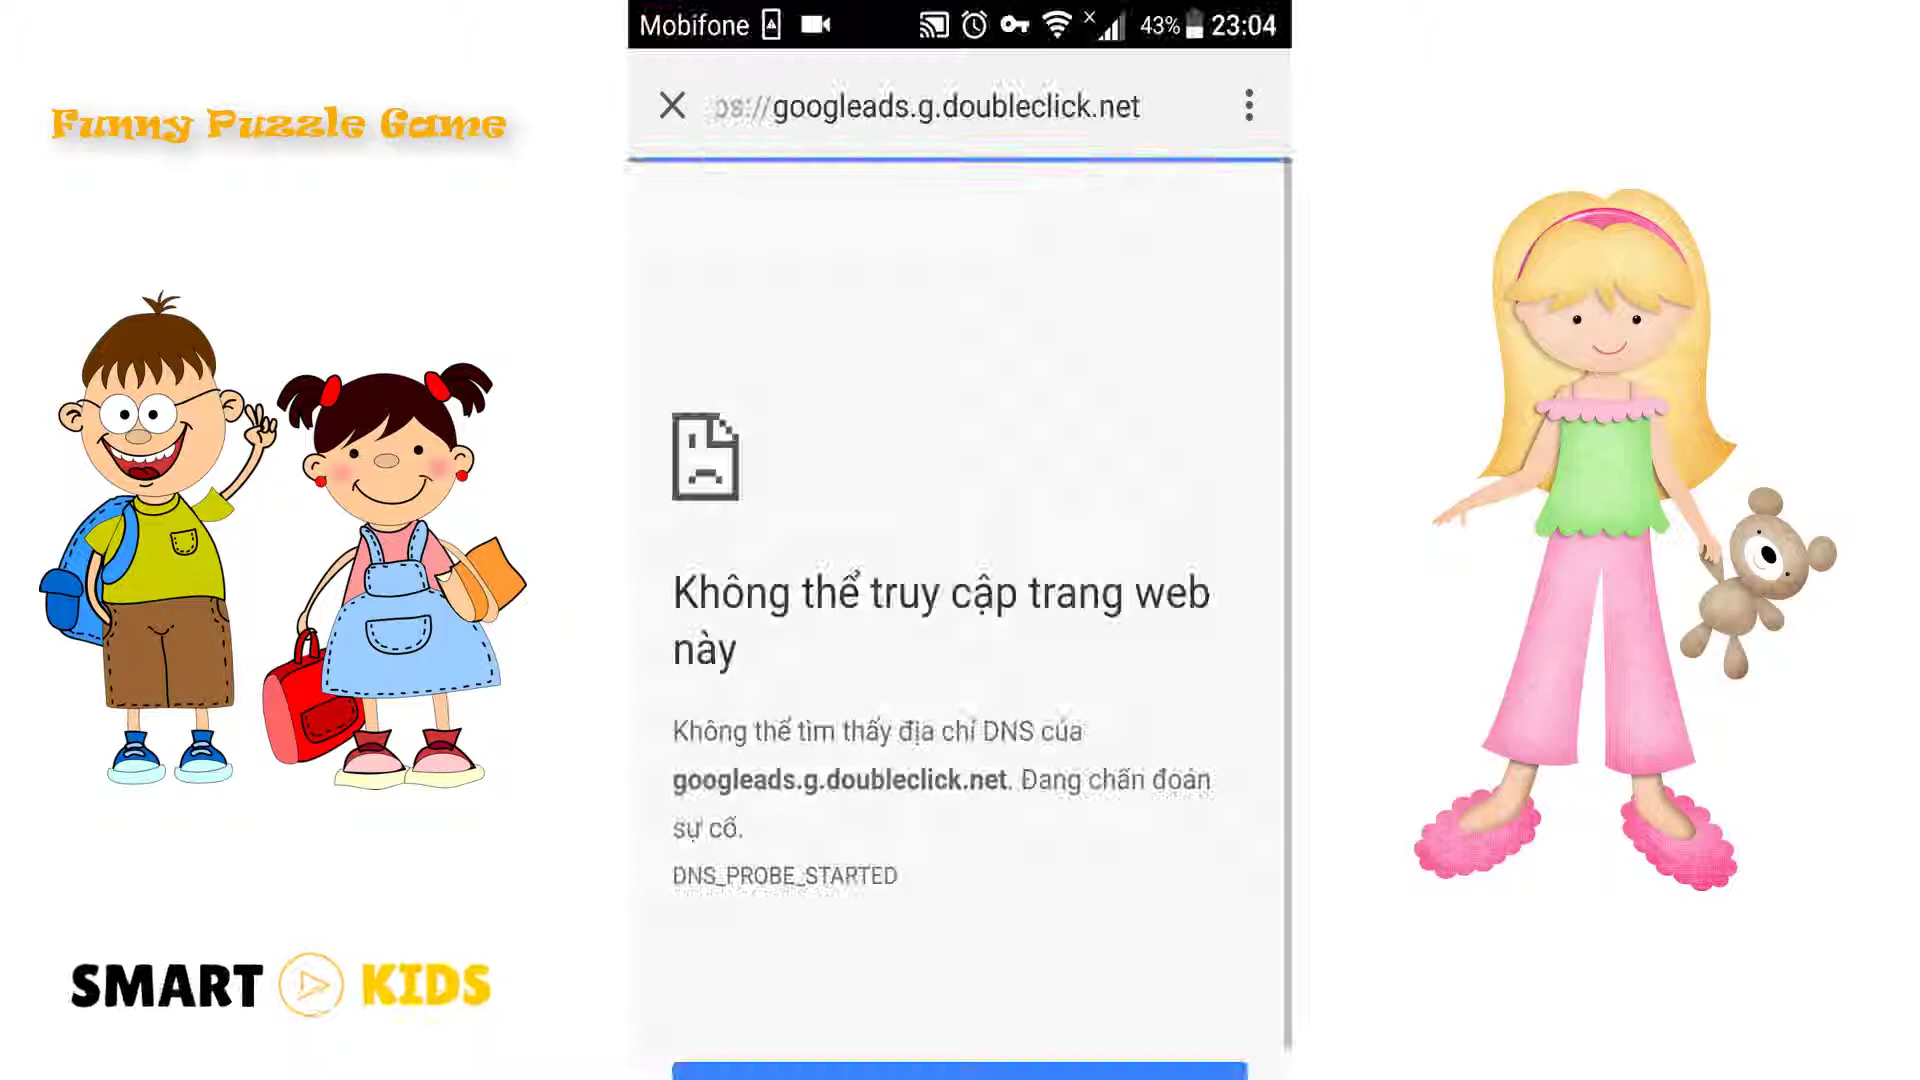 Mobifone 43% 23:04
ps://googleads.g.doubleclick.net
Funny Puzzle Game
Không thể truy cập trang web
này
Không thể tìm thấy địa chỉ DNS của
googleads.g.doubleclick.net. Đang chẩn đoán
sự cố.
DNS_PROBE_STARTED
SMART KIDS